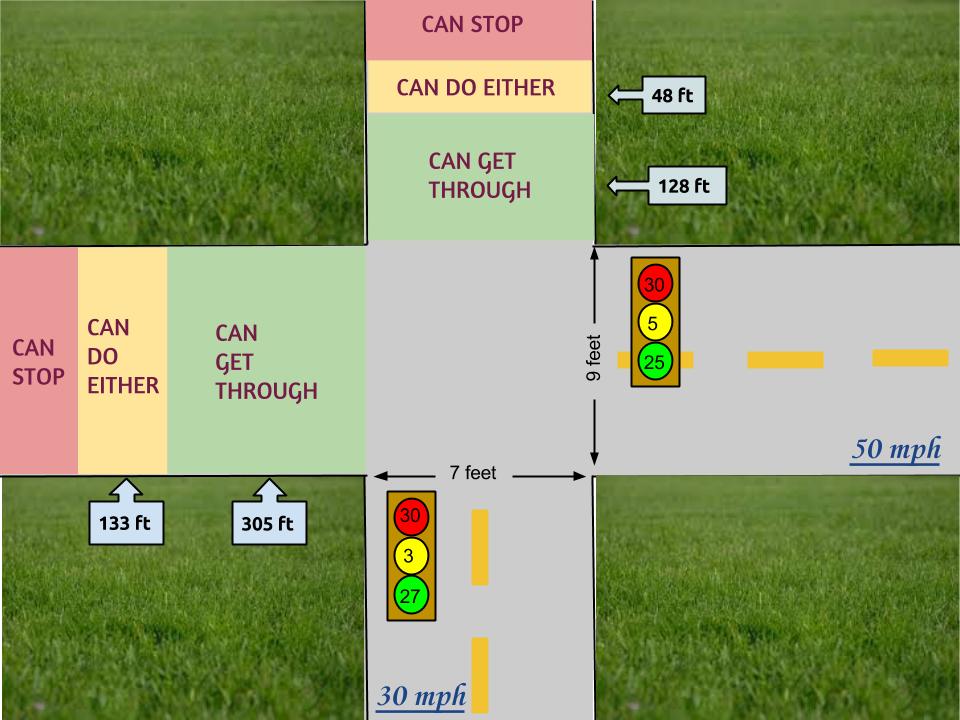 CAN STOP
CAN DO EITHER
48 ft
CAN GET
THROUGH
128 ft
30
5
25
CAN
STOP
CAN
DO
EITHER
CAN
GET
THROUGH
9 feet
50 mph
7 feet
133 ft
305 ft
30
3
27
30 mph